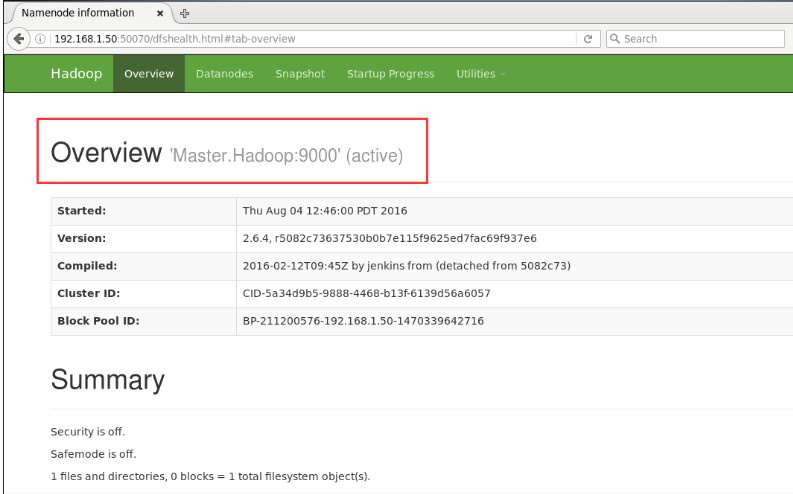 Namenode information
192.168.1.50:50070/dfshealth.html#tab-overview
Search
Hadoop Overview Datanodes Snapshot Startup Progress Utilities
Overview 'Master.Hadoop:9000' (active)
Started: Thu Aug 04 12:46:00 PDT 2016
Version: 2.6.4, r5082c73637530b0b7e115f9625ed7fac69f937e6
Compiled: 2016-02-12T09:45Z by jenkins from (detached from 5082c73)
Cluster ID: CID-5a34d9b5-9888-4468-b13f-6139d56a6057
Block Pool ID: BP-211200576-192.168.1.50-1470339642716
Summary
Security is off.
Safemode is off.
1 files and directories, 0 blocks = 1 total filesystem object(s).